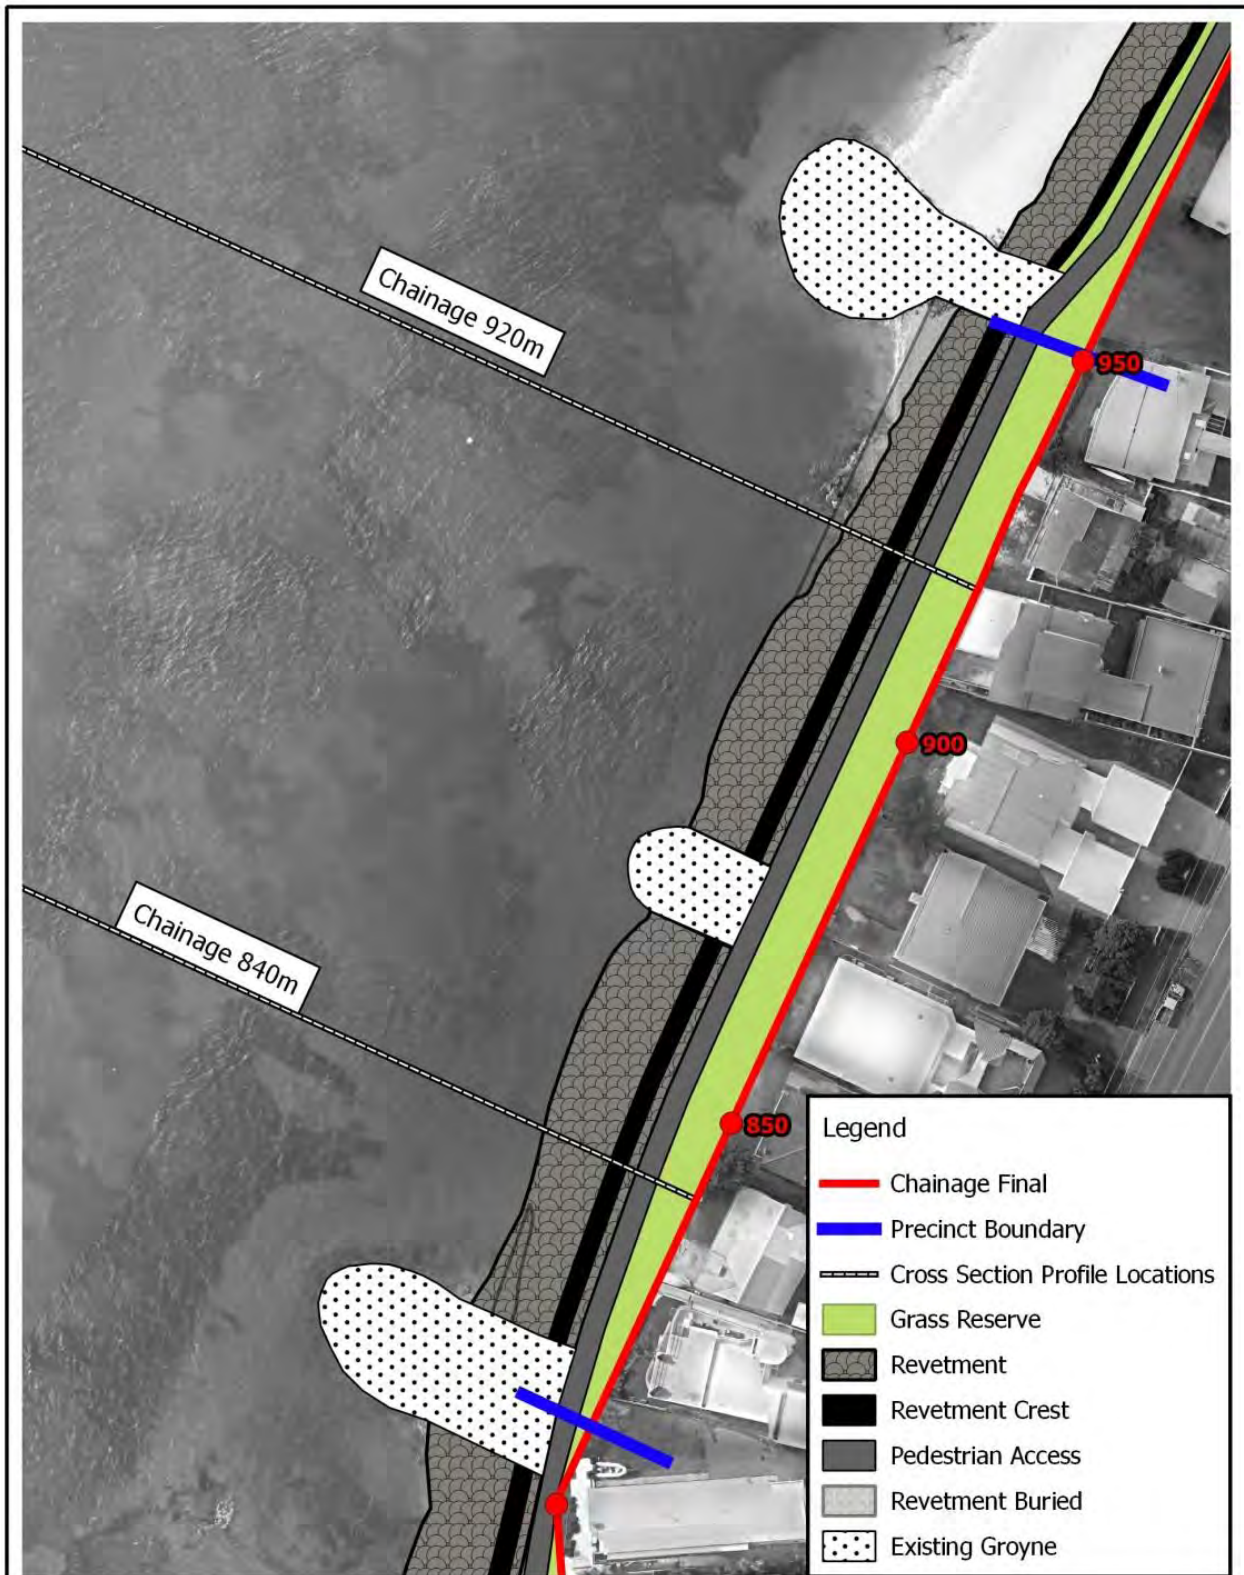 Chainage 920m
950
900
Chainage 840m
850
Legend
Chainage Final
Precinct Boundary
Cross Section Profile Locations
Grass Reserve
Revetment
Revetment Crest
Pedestrian Access
Revetment Buried
Existing Groyne